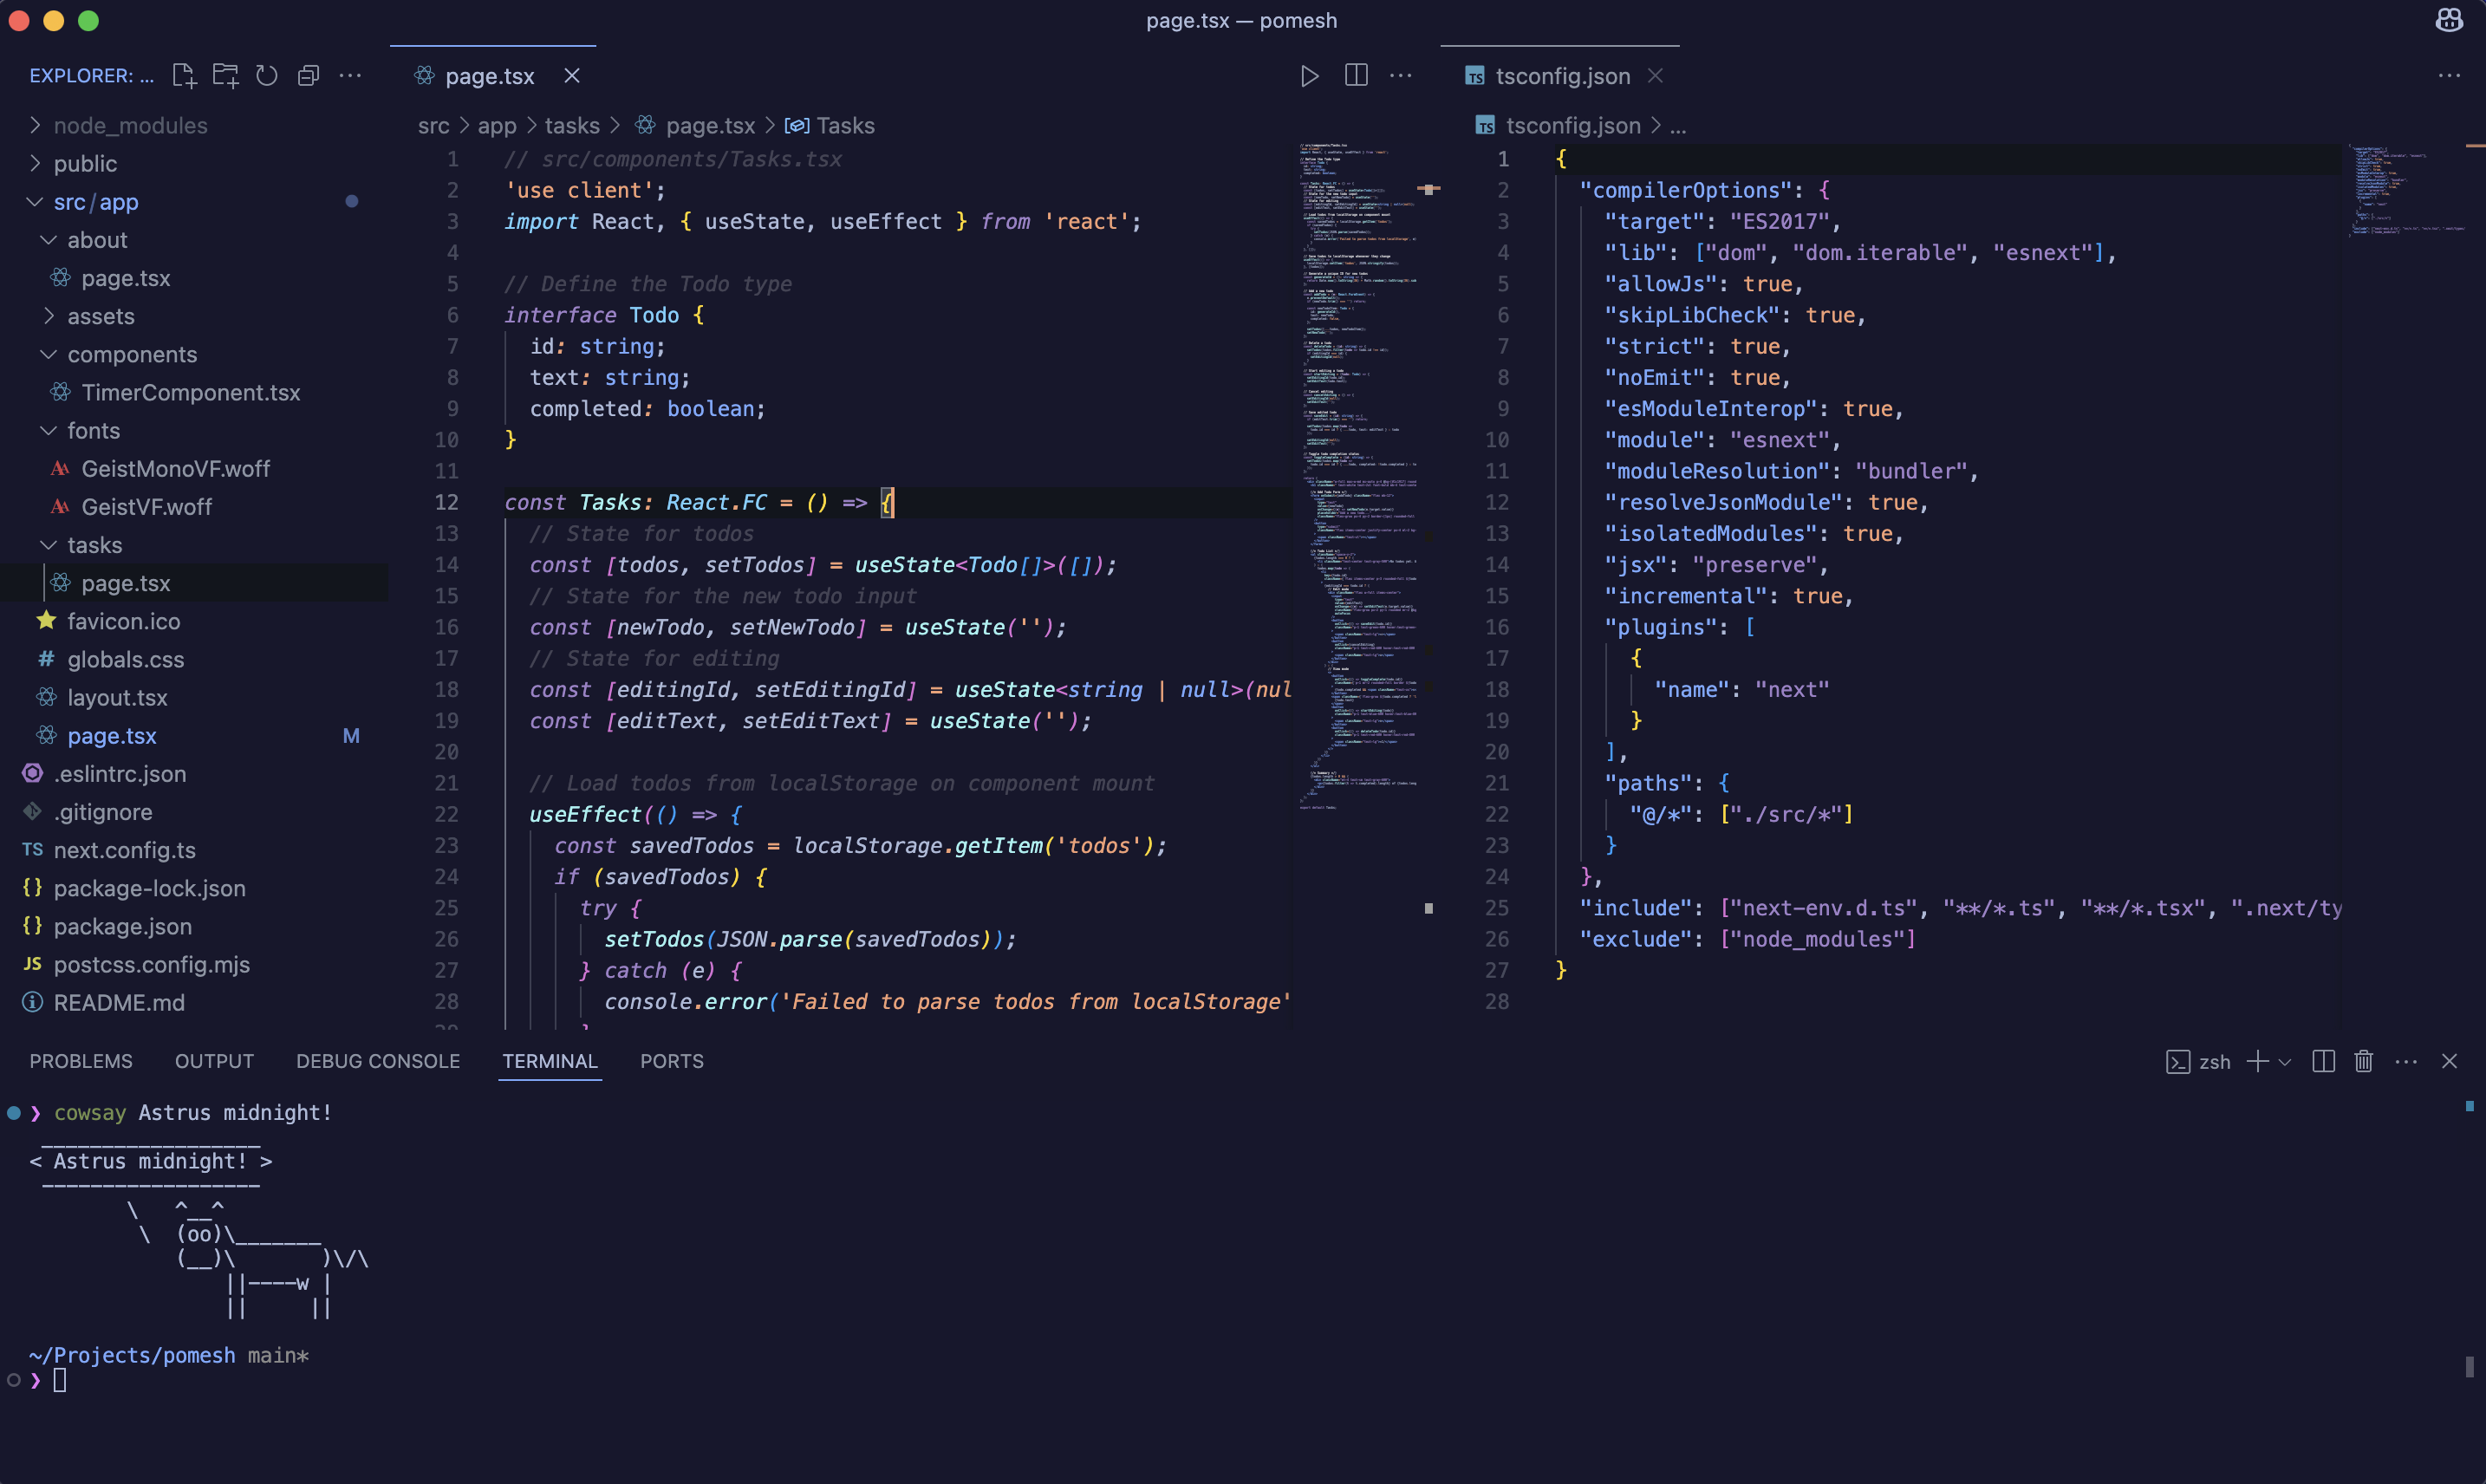 page.tsx — pomesh
EXPLORER: ...
node_modules
public
src/app
about
page.tsx
assets
components
TimerComponent.tsx
fonts
GeistMonoVF.woff
GeistVF.woff
tasks
page.tsx
favicon.ico
globals.css
layout.tsx
page.tsx M
.eslintrc.json
.gitignore
TS next.config.ts
{} package-lock.json
{} package.json
JS postcss.config.mjs
README.md
page.tsx
src > app > tasks > page.tsx > Tasks
1 // src/components/Tasks.tsx
2 'use client';
3 import React, { useState, useEffect } from 'react';
4
5 // Define the Todo type
6 interface Todo {
7 id: string;
8 text: string;
9 completed: boolean;
10 }
11
12 const Tasks: React.FC = () => {
13 // State for todos
14 const [todos, setTodos] = useState<Todo[]>([]);
15 // State for the new todo input
16 const [newTodo, setNewTodo] = useState('');
17 // State for editing
18 const [editingId, setEditingId] = useState<string | null>(nul
19 const [editText, setEditText] = useState('');
20
21 // Load todos from localStorage on component mount
22 useEffect(() => {
23 const savedTodos = localStorage.getItem('todos');
24 if (savedTodos) {
25 try {
26 setTodos(JSON.parse(savedTodos));
27 } catch (e) {
28 console.error('Failed to parse todos from localStorage'
TS tsconfig.json
TS tsconfig.json > ...
1 {
2 "compilerOptions": {
3 "target": "ES2017",
4 "lib": ["dom", "dom.iterable", "esnext"],
5 "allowJs": true,
6 "skipLibCheck": true,
7 "strict": true,
8 "noEmit": true,
9 "esModuleInterop": true,
10 "module": "esnext",
11 "moduleResolution": "bundler",
12 "resolveJsonModule": true,
13 "isolatedModules": true,
14 "jsx": "preserve",
15 "incremental": true,
16 "plugins": [
17 {
18 "name": "next"
19 }
20 ],
21 "paths": {
22 "@/*": ["./src/*"]
23 }
24 },
25 "include": ["next-env.d.ts", "**/*.ts", "**/*.tsx", ".next/ty
26 "exclude": ["node_modules"]
27 }
28
PROBLEMS OUTPUT DEBUG CONSOLE TERMINAL PORTS
zsh
❯ cowsay Astrus midnight!
 __________________
< Astrus midnight! >
 ------------------
        \   ^__^
         \  (oo)\_______
            (__)\       )\/\
                ||----w |
                ||     ||
~/Projects/pomesh main*
❯